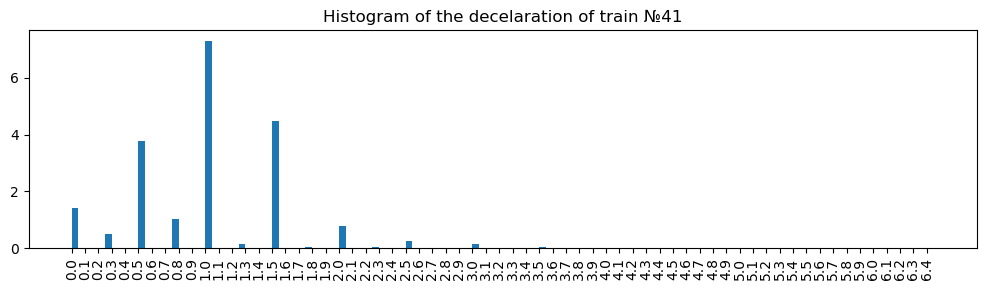 Histogram of the decelaration of train №41
6
4
2
0
0.0 0.1 0.2 0.3 0.4 0.5 0.6 0.7 0.8 0.9 1.0 1.1 1.2 1.3 1.4 1.5 1.6 1.7 1.8 1.9 2.0 2.1 2.2 2.3 2.4 2.5 2.6 2.7 2.8 2.9 3.0 3.1 3.2 3.3 3.4 3.5 3.6 3.7 3.8 3.9 4.0 4.1 4.2 4.3 4.4 4.5 4.6 4.7 4.8 4.9 5.0 5.1 5.2 5.3 5.4 5.5 5.6 5.7 5.8 5.9 6.0 6.1 6.2 6.3 6.4